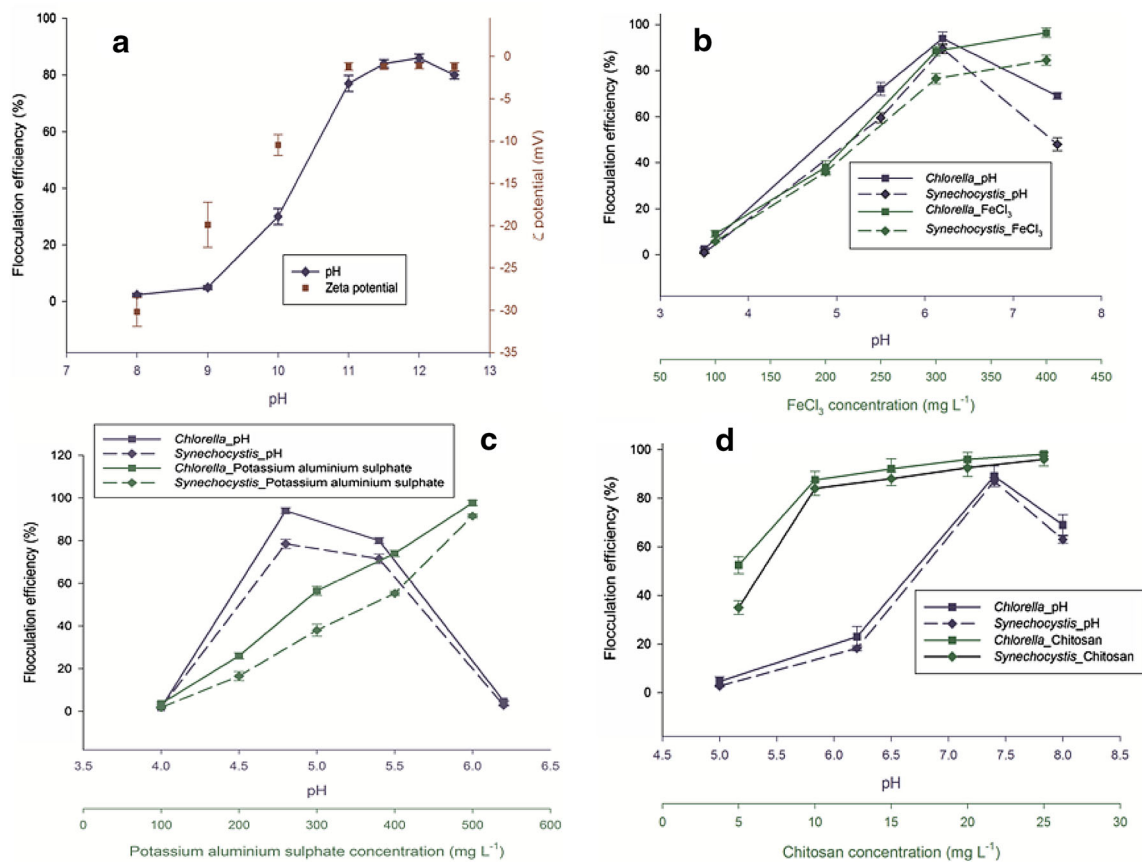 a
Flocculation efficiency (%)
100
80
60
40
20
0
0
-5
-10
-15
-20
-25
-30
-35
ζ potential (mV)
pH
Zeta potential
7 8 9 10 11 12 13
pH
b
Flocculation efficiency (%)
100
80
60
40
20
0
Chlorella_pH
Synechocystis_pH
Chlorella_FeCl₃
Synechocystis_FeCl₃
3 4 5 6 7 8
pH
50 100 150 200 250 300 350 400 450
FeCl₃ concentration (mg L⁻¹)
c
Chlorella_pH
Synechocystis_pH
Chlorella_Potassium aluminium sulphate
Synechocystis_Potassium aluminium sulphate
Flocculation efficiency (%)
120
100
80
60
40
20
0
3.5 4.0 4.5 5.0 5.5 6.0 6.5
pH
0 100 200 300 400 500 600
Potassium aluminium sulphate concentration (mg L⁻¹)
d
Flocculation efficiency (%)
100
80
60
40
20
0
Chlorella_pH
Synechocystis_pH
Chlorella_Chitosan
Synechocystis_Chitosan
4.5 5.0 5.5 6.0 6.5 7.0 7.5 8.0 8.5
pH
0 5 10 15 20 25 30
Chitosan concentration (mg L⁻¹)